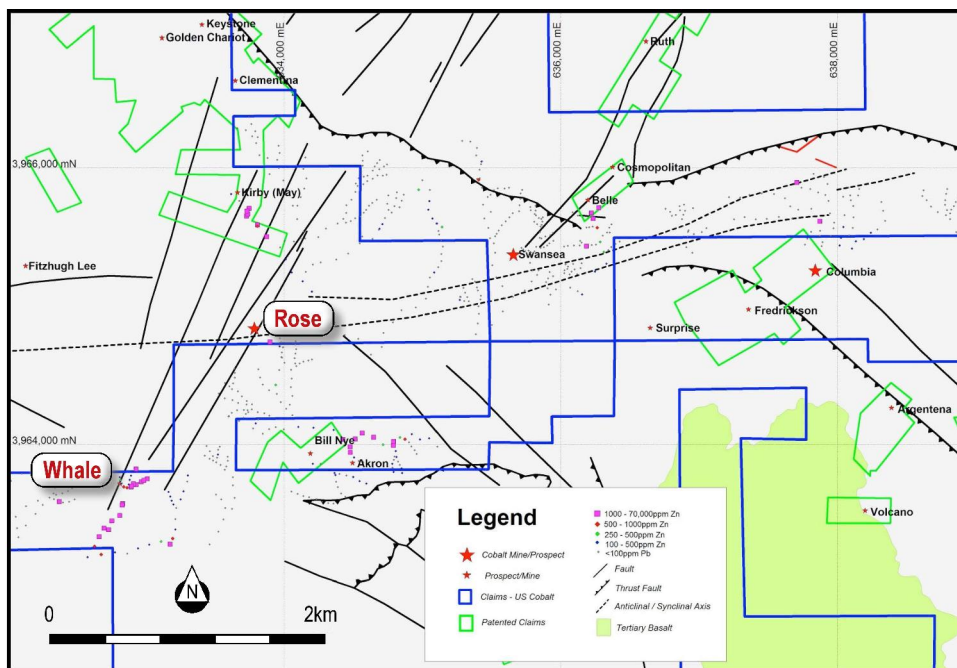 Keystone
Golden Chariot
Clementina
634,000 mE
636,000 mE
638,000 mE
Ruth
3,966,000 mN
Cosmopolitan
Kirby (May)
Belle
Fitzhugh Lee
Swansea
Columbia
Rose
Fredrickson
Surprise
Argentena
3,964,000 mN
Bill Nye
Akron
Whale
Volcano
N
0
2km
Legend
Cobalt Mine/Prospect
Prospect/Mine
Claims - US Cobalt
Patented Claims
1000 - 70,000ppm Zn
500 - 1000ppm Zn
250 - 500ppm Zn
100 - 500ppm Zn
<100ppm Pb
Fault
Thrust Fault
Anticlinal / Synclinal Axis
Tertiary Basalt